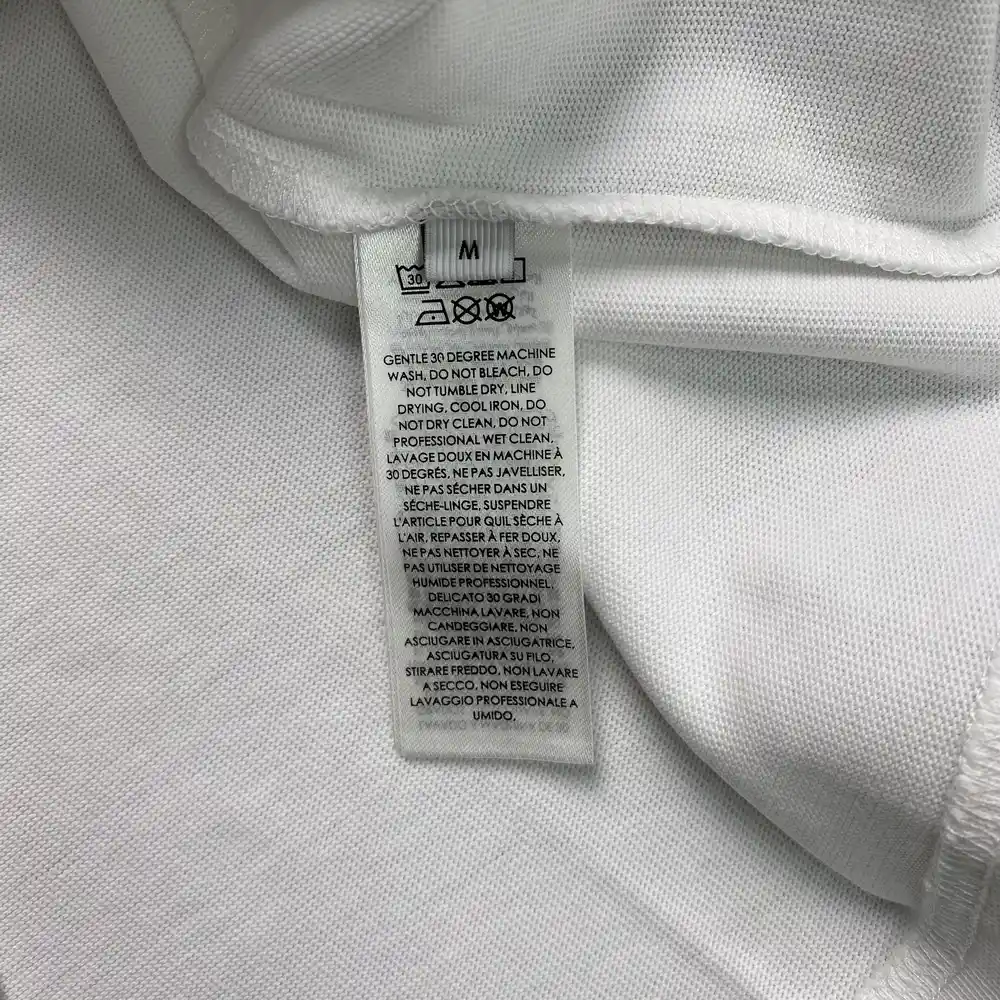 M
30
W
GENTLE 30 DEGREE MACHINE
WASH, DO NOT BLEACH, DO
NOT TUMBLE DRY, LINE
DRYING, COOL IRON, DO
NOT DRY CLEAN, DO NOT
PROFESSIONAL WET CLEAN.
LAVAGE DOUX EN MACHINE À
30 DEGRÉS, NE PAS JAVELLISER,
NE PAS SÉCHER DANS UN
SÉCHE-LINGE, SUSPENDRE
L'ARTICLE POUR QUIL SÈCHE À
L'AIR, REPASSER À FER DOUX,
NE PAS NETTOYER À SEC, NE
PAS UTILISER DE NETTOYAGE
HUMIDE PROFESSIONNEL.
DELICATO 30 GRADI
MACCHINA LAVARE, NON
CANDEGGIARE, NON
ASCIUGARE IN ASCIUGATRICE,
ASCIUGATURA SU FILO,
STIRARE FREDDO, NON LAVARE
A SECCO, NON ESEGUIRE
LAVAGGIO PROFESSIONALE A
UMIDO.